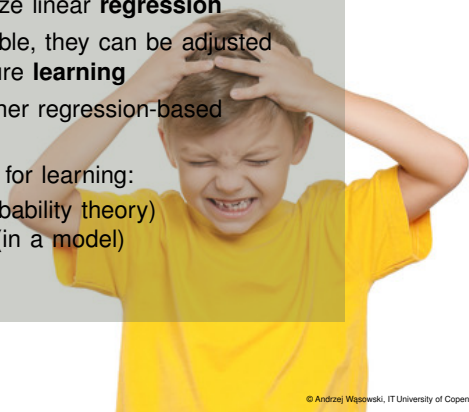 ze linear regression
ble, they can be adjusted
ure learning
her regression-based
for learning:
bability theory)
(in a model)
© Andrzej Wąsowski, IT University of Copen